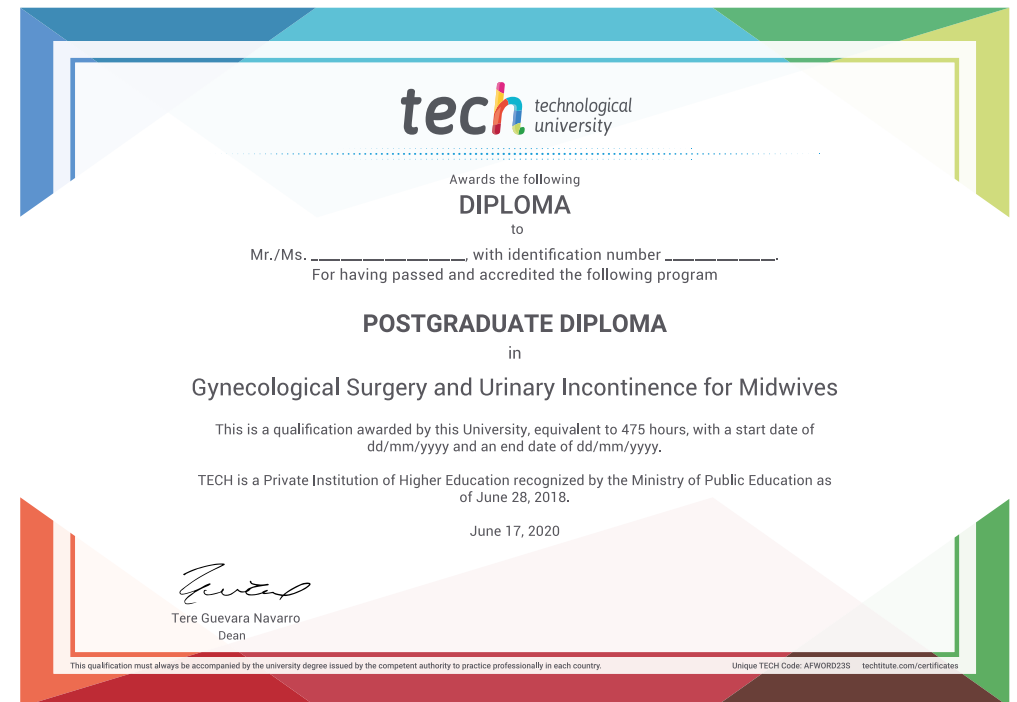 tech technological
university
Awards the following
DIPLOMA
to
Mr./Ms. ______________, with identification number __________.
For having passed and accredited the following program
POSTGRADUATE DIPLOMA
in
Gynecological Surgery and Urinary Incontinence for Midwives
This is a qualification awarded by this University, equivalent to 475 hours, with a start date of
dd/mm/yyyy and an end date of dd/mm/yyyy.
TECH is a Private Institution of Higher Education recognized by the Ministry of Public Education as
of June 28, 2018.
June 17, 2020
Tere Guevara Navarro
Dean
This qualification must always be accompanied by the university degree issued by the competent authority to practice professionally in each country. Unique TECH Code: AFWORD23S techtitute.com/certificates